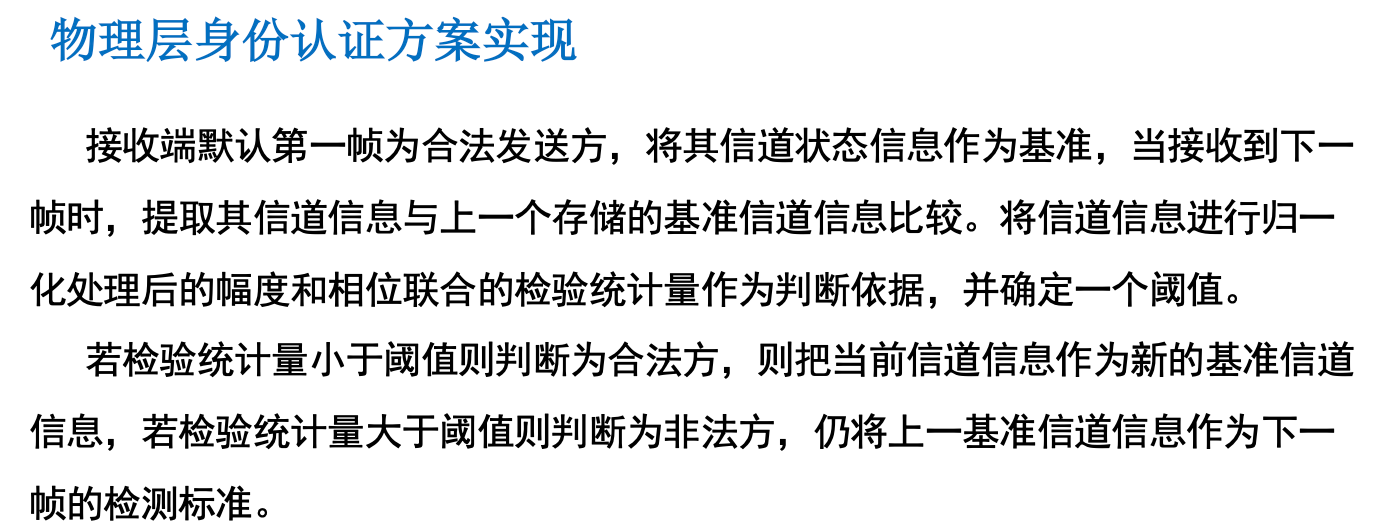 物理层身份认证方案实现
接收端默认第一帧为合法发送方，将其信道状态信息作为基准，当接收到下一
帧时，提取其信道信息与上一个存储的基准信道信息比较。将信道信息进行归一
化处理后的幅度和相位联合的检验统计量作为判断依据，并确定一个阈值。
若检验统计量小于阈值则判断为合法方，则把当前信道信息作为新的基准信道
信息，若检验统计量大于阈值则判断为非法方，仍将上一基准信道信息作为下一
帧的检测标准。